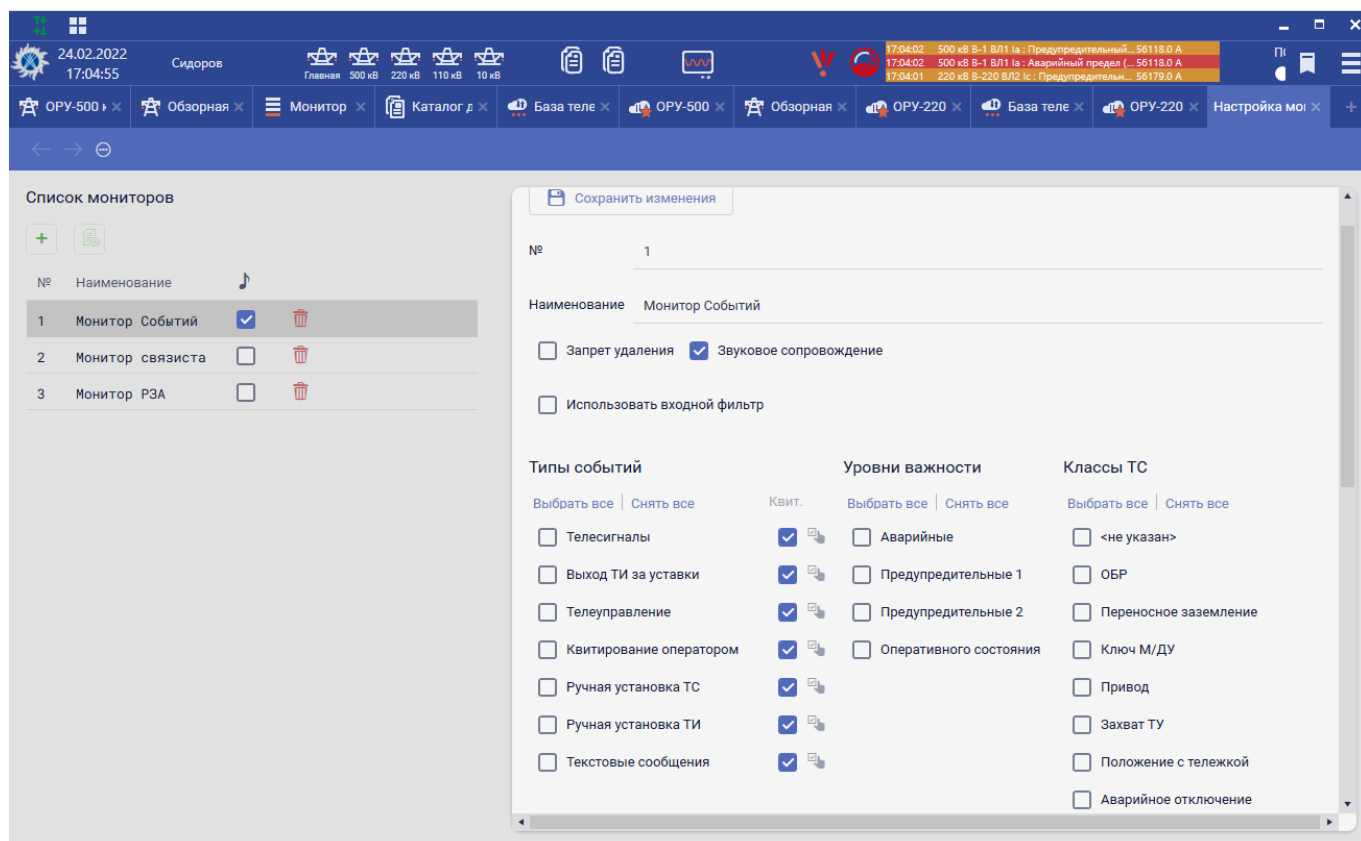 24.02.2022
17:04:55
Сидоров
Главная 500 кВ 220 кВ 110 кВ 10 кВ
17:04:02 500 кВ В-1 ВЛ1 Ia : Предупредительный... 56118.0 А
17:04:02 500 кВ В-1 ВЛ1 Ia : Аварийный предел (... 56118.0 А
17:04:01 220 кВ В-220 ВЛ2 Ic : Предупредительн... 56179.0 А
ОРУ-500 Обзорная Монитор Каталог База теле ОРУ-500 Обзорная ОРУ-220 База теле ОРУ-220 Настройка
Список мониторов
Сохранить изменения
№ 1
№ Наименование
Наименование Монитор Событий
1 Монитор Событий
2 Монитор связиста
3 Монитор РЗА
Запрет удаления Звуковое сопровождение
Использовать входной фильтр
Типы событий Уровни важности Классы ТС
Выбрать все Снять все Квит. Выбрать все Снять все Выбрать все Снять все
Телесигналы Аварийные <не указан>
Выход ТИ за уставки Предупредительные 1 ОБР
Телеуправление Предупредительные 2 Переносное заземление
Квитирование оператором Оперативного состояния Ключ М/ДУ
Ручная установка ТС Привод
Ручная установка ТИ Захват ТУ
Текстовые сообщения Положение с тележкой
Аварийное отключение